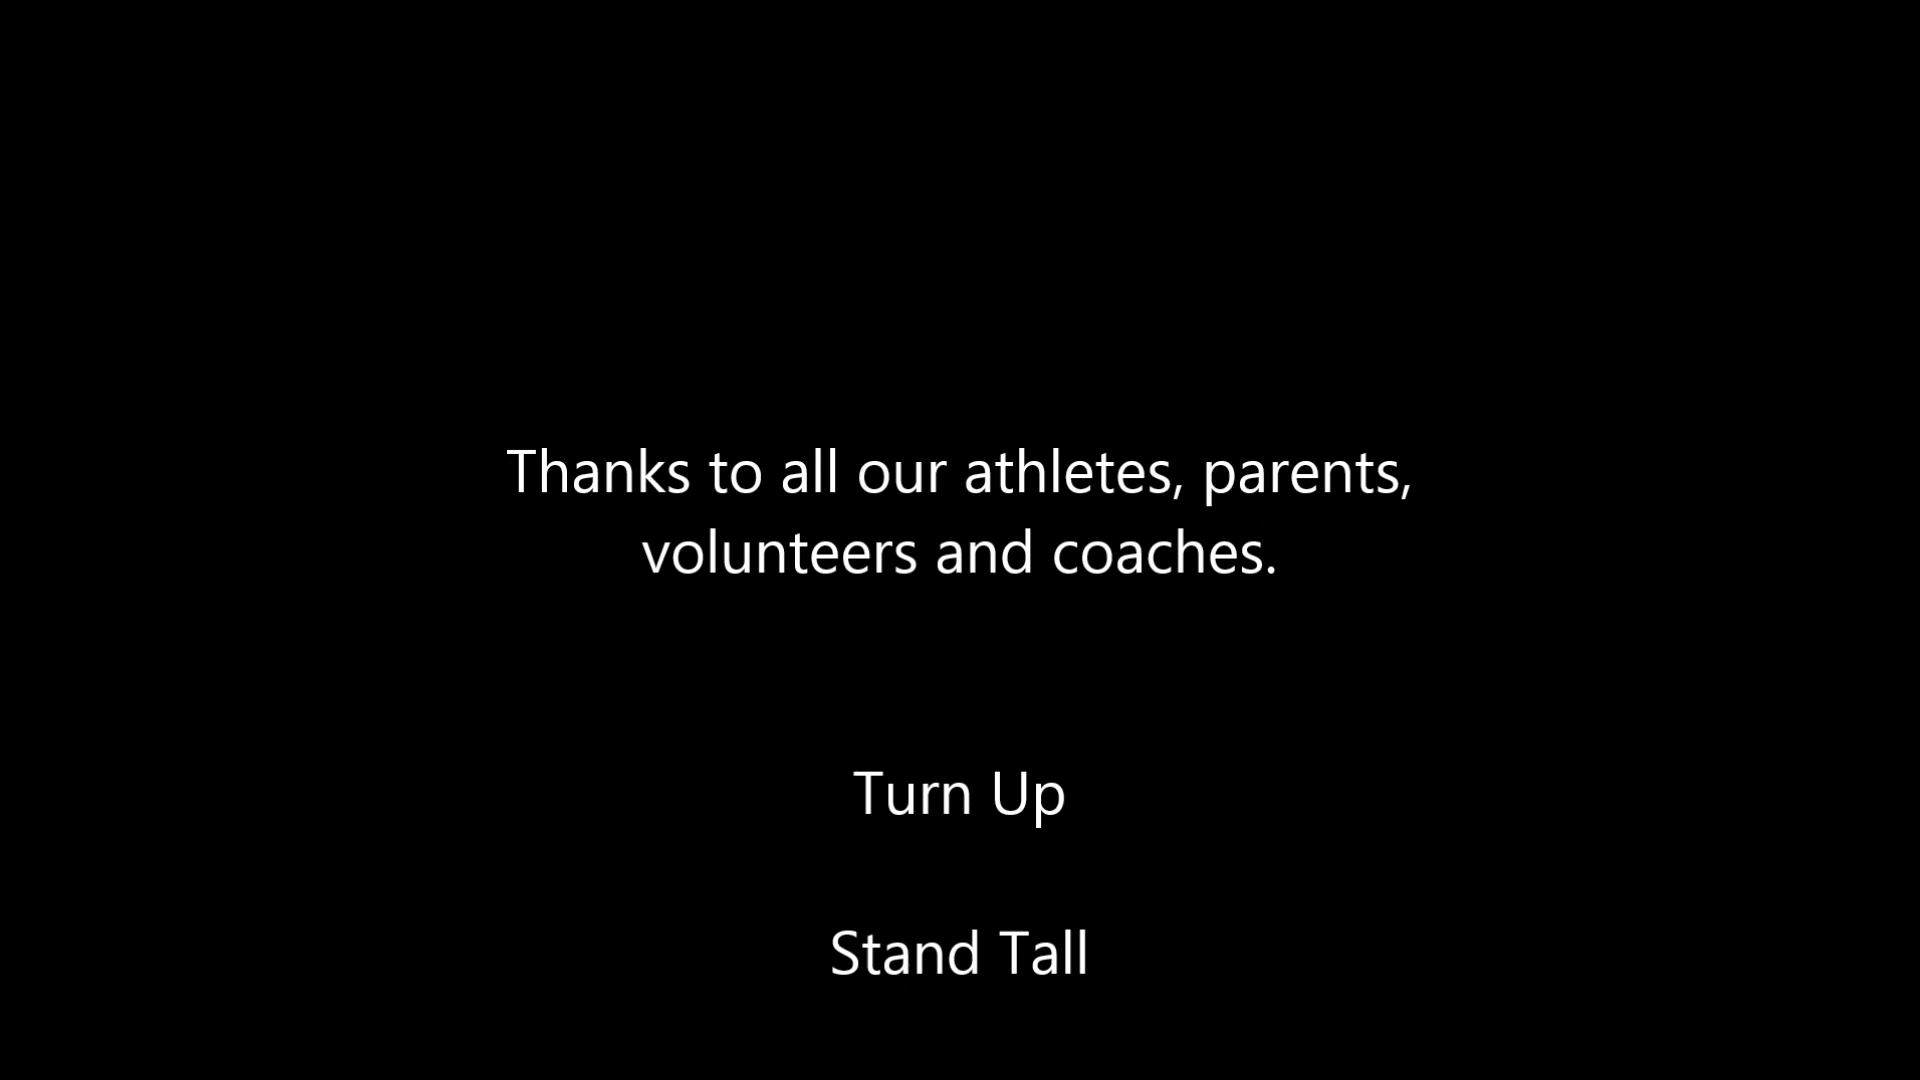 Thanks to all our athletes, parents,
volunteers and coaches.
Turn Up
Stand Tall